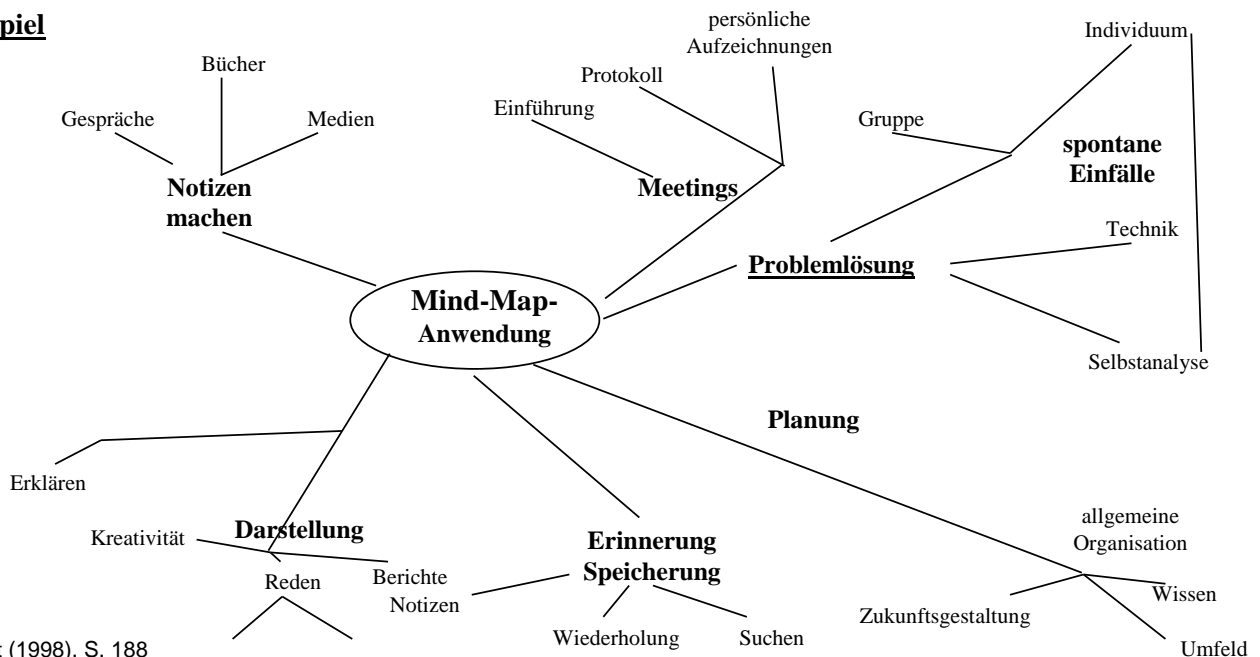 piel
persönliche
Aufzeichnungen
Individuum
Bücher
Protokoll
Einführung
Gespräche
Medien
Gruppe
spontane
Einfälle
Notizen
machen
Meetings
Technik
Problemlösung
Mind-Map-
Anwendung
Selbstanalyse
Planung
Erklären
Kreativität
Darstellung
Reden
Berichte
Notizen
Erinnerung
Speicherung
Wiederholung
Suchen
allgemeine
Organisation
Wissen
Zukunftsgestaltung
Umfeld
(1998), S. 188